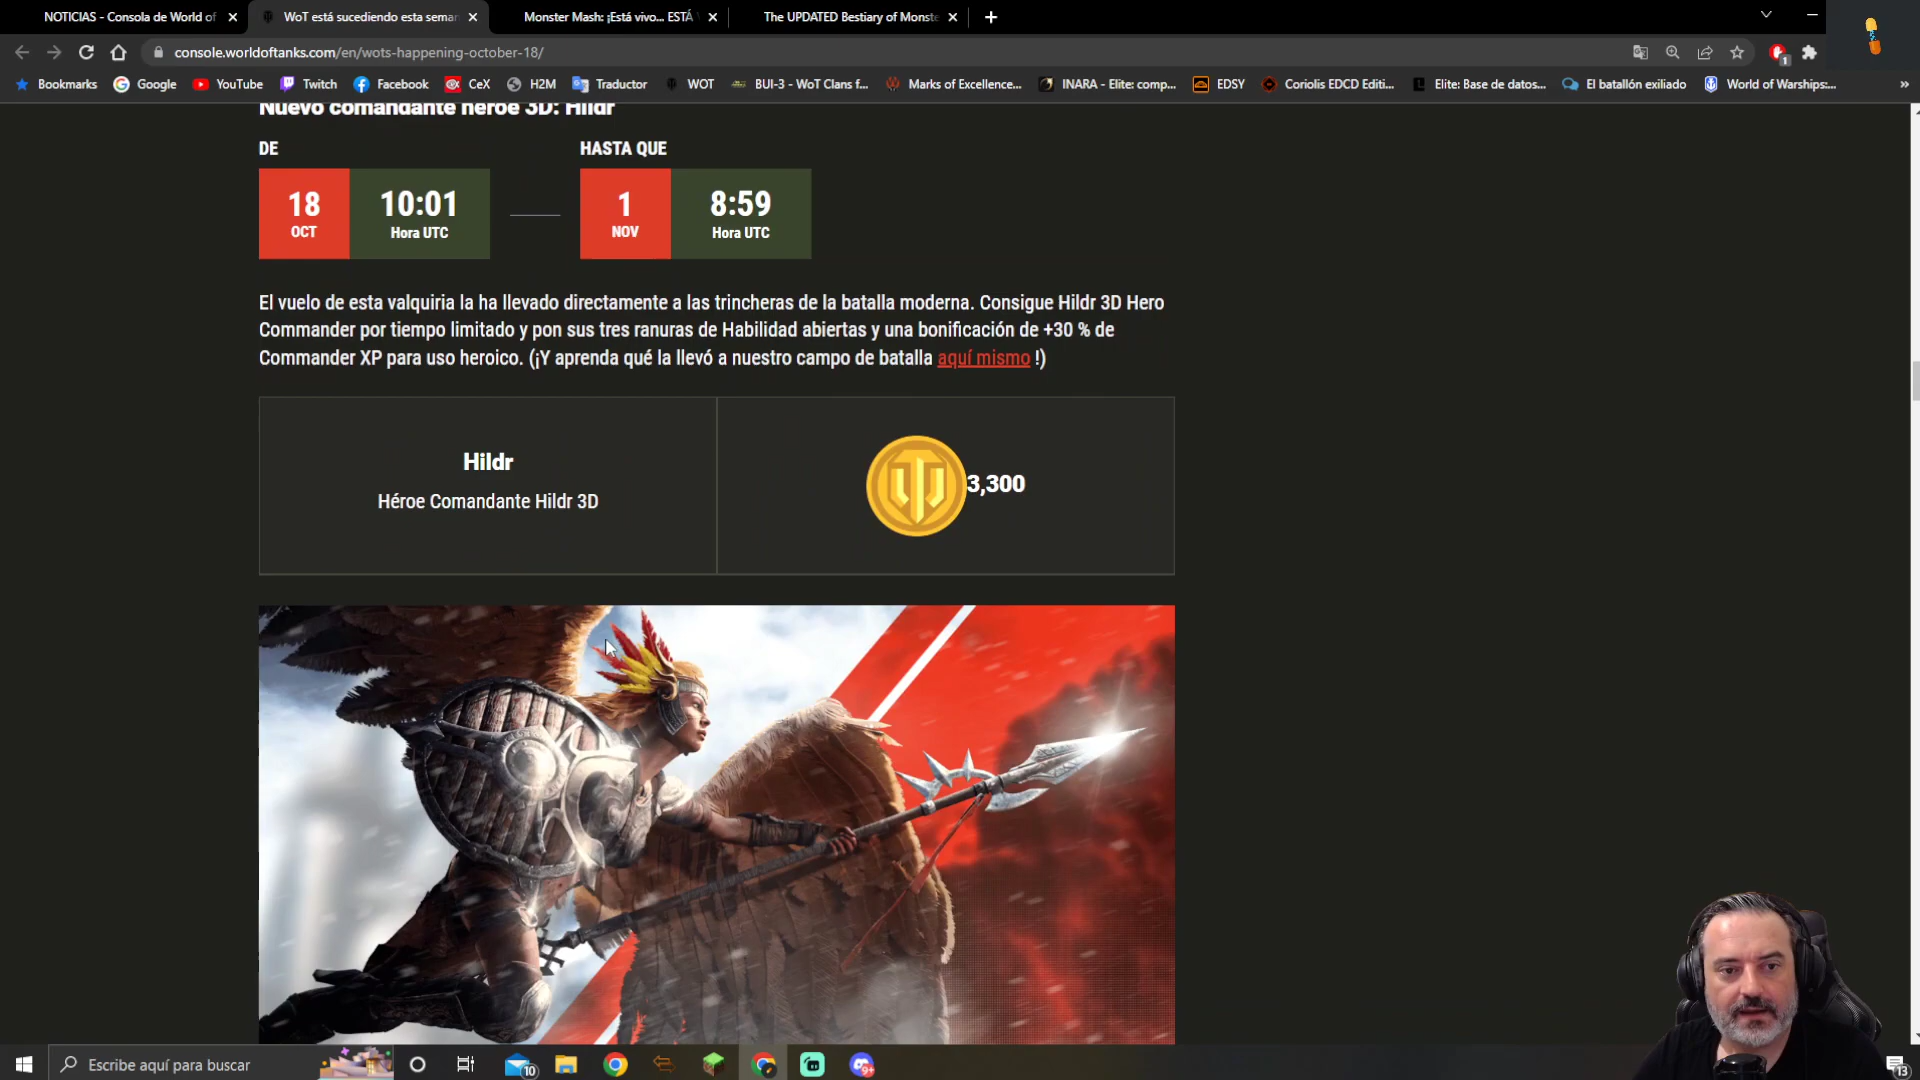 NOTICIAS - Consola de World of
WoT está sucediendo esta sema
Monster Mash: ¡Está vivo... ESTÁ
The UPDATED Bestiary of Monste
console.worldoftanks.com/en/wots-happening-october-18/
1
Bookmarks
Google
YouTube
Twitch
Facebook
CeX
H2M
Traductor
WOT
BUI-3 - WoT Clans f...
Marks of Excellence...
INARA - Elite: comp...
EDSY
Coriolis EDCD Editi...
Elite: Base de datos...
El batallón exiliado
World of Warships:...
»
Nuevo comandante héroe 3D: Hildr
DE
HASTA QUE
18
OCT
10:01
Hora UTC
1
NOV
8:59
Hora UTC
El vuelo de esta valquiria la ha llevado directamente a las trincheras de la batalla moderna. Consigue Hildr 3D Hero
Commander por tiempo limitado y pon sus tres ranuras de Habilidad abiertas y una bonificación de +30 % de
Commander XP para uso heroico. (¡Y aprenda qué la llevó a nuestro campo de batalla aquí mismo !)
Hildr
Héroe Comandante Hildr 3D
3,300
Escribe aquí para buscar
10
9+
13